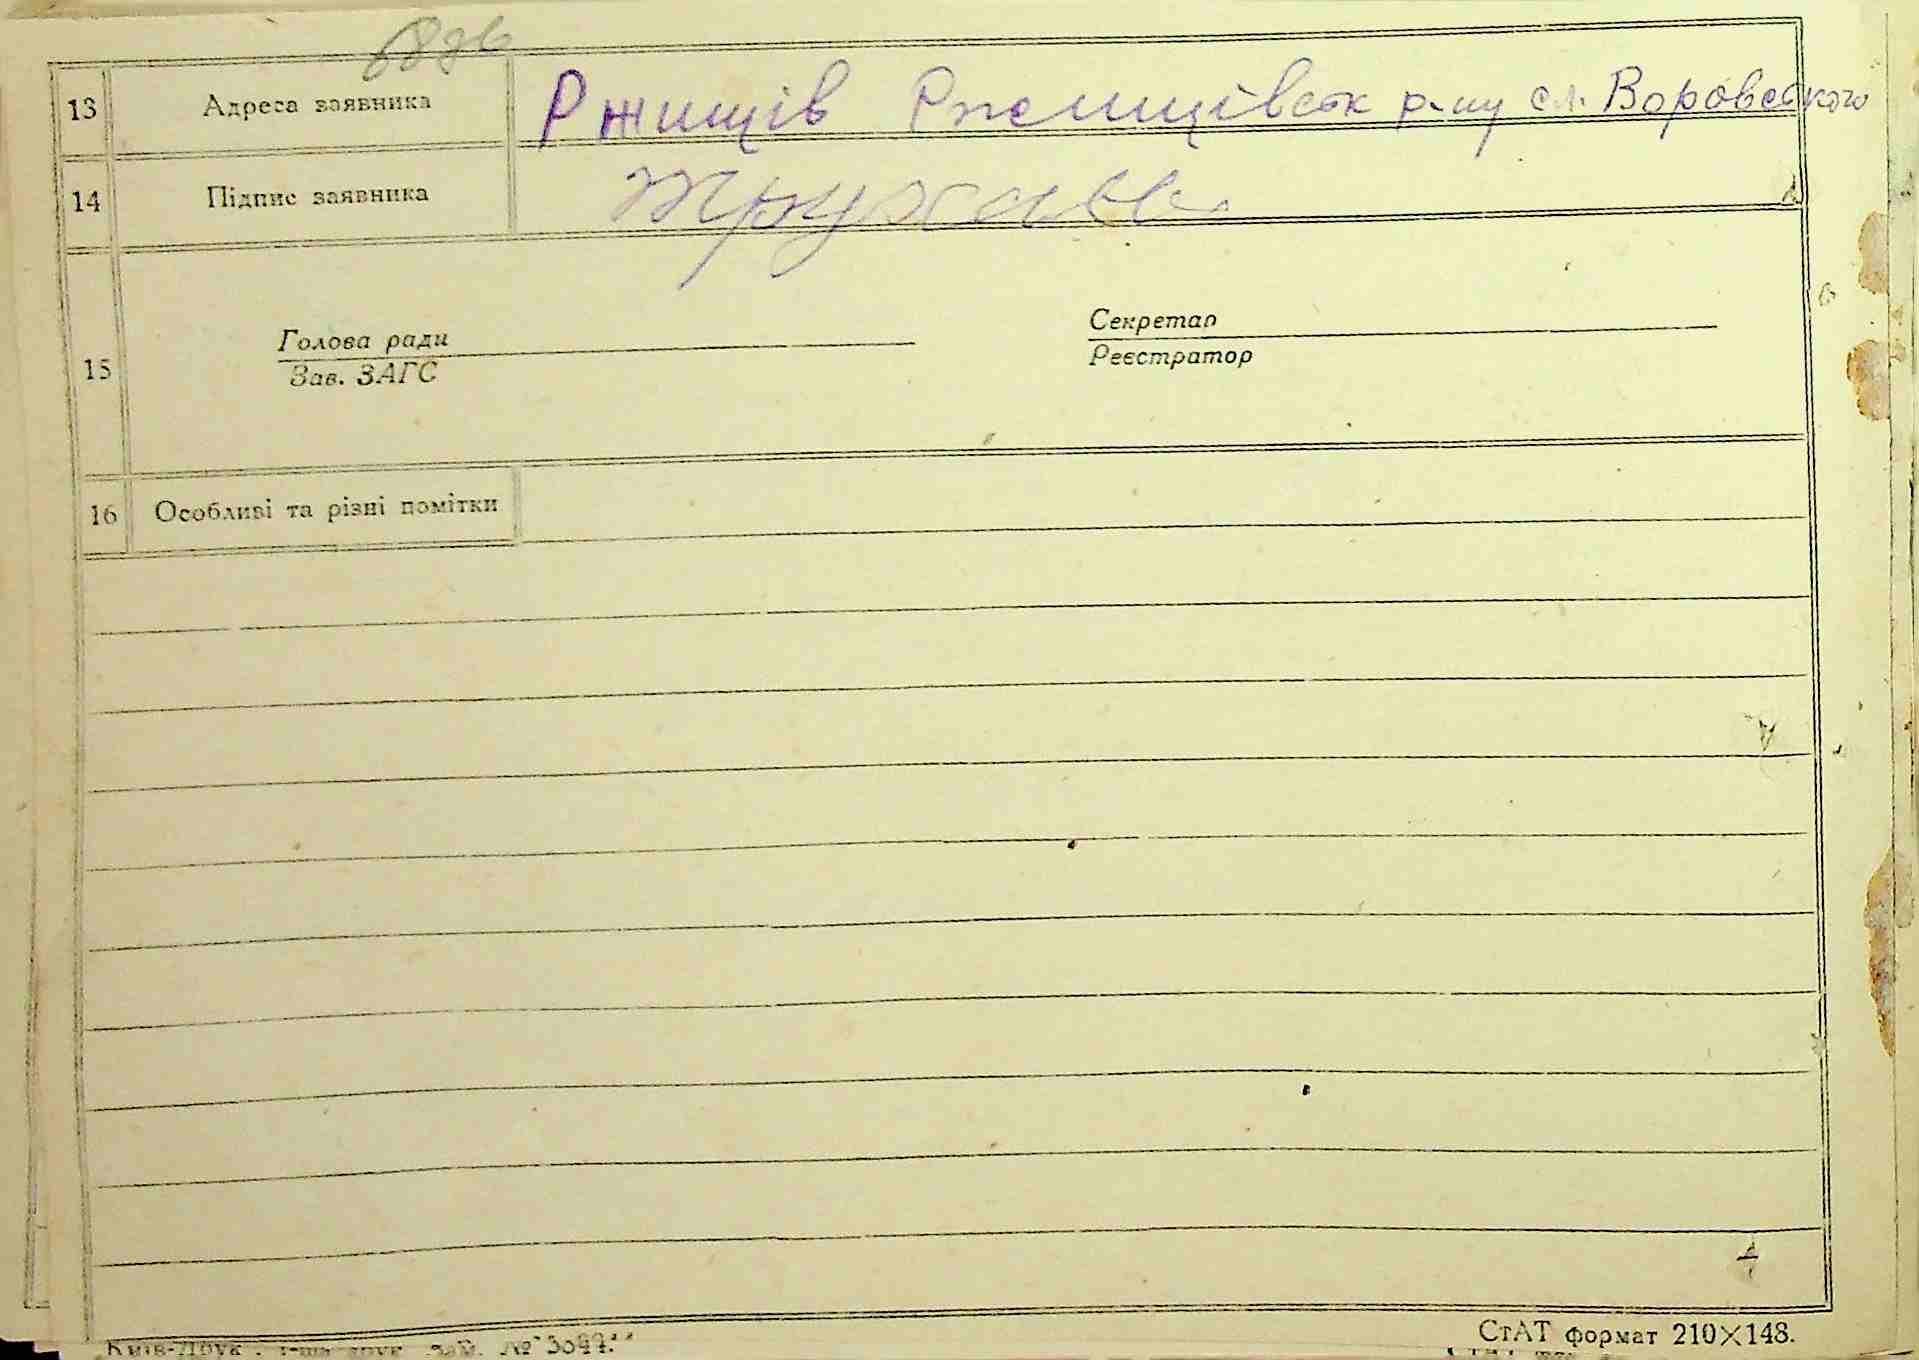 13 Адреса заявника Ржищів Ржищівськ р-ну сл. Воровського
14 Підпис заявника
15 Голова ради Секретар
Зав. ЗАГС Реєстратор
16 Особливі та різні помітки
СтАТ формат 210×148.